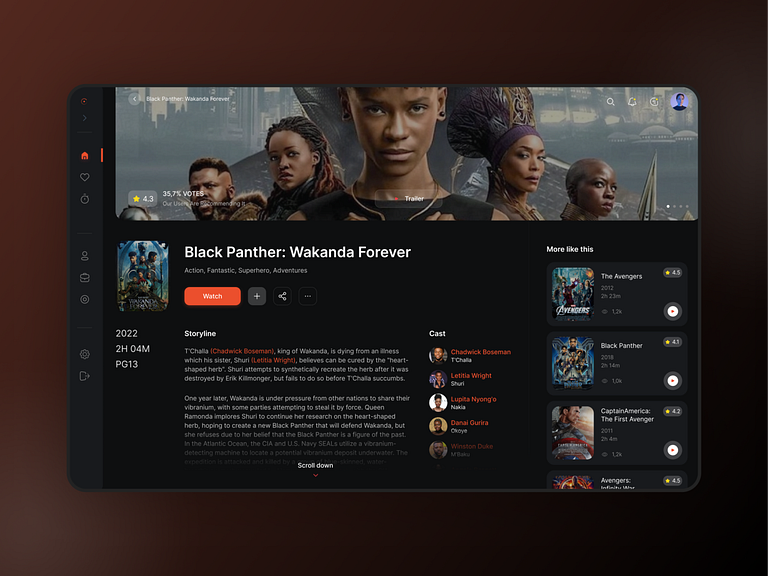 Black Panther: Wakanda Forever
4.3
35,7% VOTES
Our Users Are Recommending it
Trailer
WAKANDA
FOREVER
2022
2H 04M
PG13
Black Panther: Wakanda Forever
Action, Fantastic, Superhero, Adventures
Watch
Storyline
T'Challa (Chadwick Boseman), king of Wakanda, is dying from an illness
which his sister, Shuri (Letitia Wright), believes can be cured by the "heart-
shaped herb". Shuri attempts to synthetically recreate the herb after it was
destroyed by Erik Killmonger, but fails to do so before T'Challa succumbs.
One year later, Wakanda is under pressure from other nations to share their
vibranium, with some parties attempting to steal it by force. Queen
Ramonda implores Shuri to continue her research on the heart-shaped
herb, hoping to create a new Black Panther that will defend Wakanda, but
she refuses due to her belief that the Black Panther is a figure of the past.
In the Atlantic Ocean, the CIA and U.S. Navy SEALs utilize a vibranium-
detecting machine to locate a potential vibranium deposit underwater. The
Scroll down
Cast
Chadwick Boseman
T'Challa
Letitia Wright
Shuri
Lupita Nyong'o
Nakia
Danai Gurira
Okoye
Winston Duke
M'Baku
More like this
AVENGERS
The Avengers
4.5
2012
2h 23m
1,2k
Black Panther
4.1
2018
2h 14m
1,0k
CaptainAmerica:
The First Avenger
4.2
2011
2h 4m
1,2k
Avengers:
Infinity War
4.5